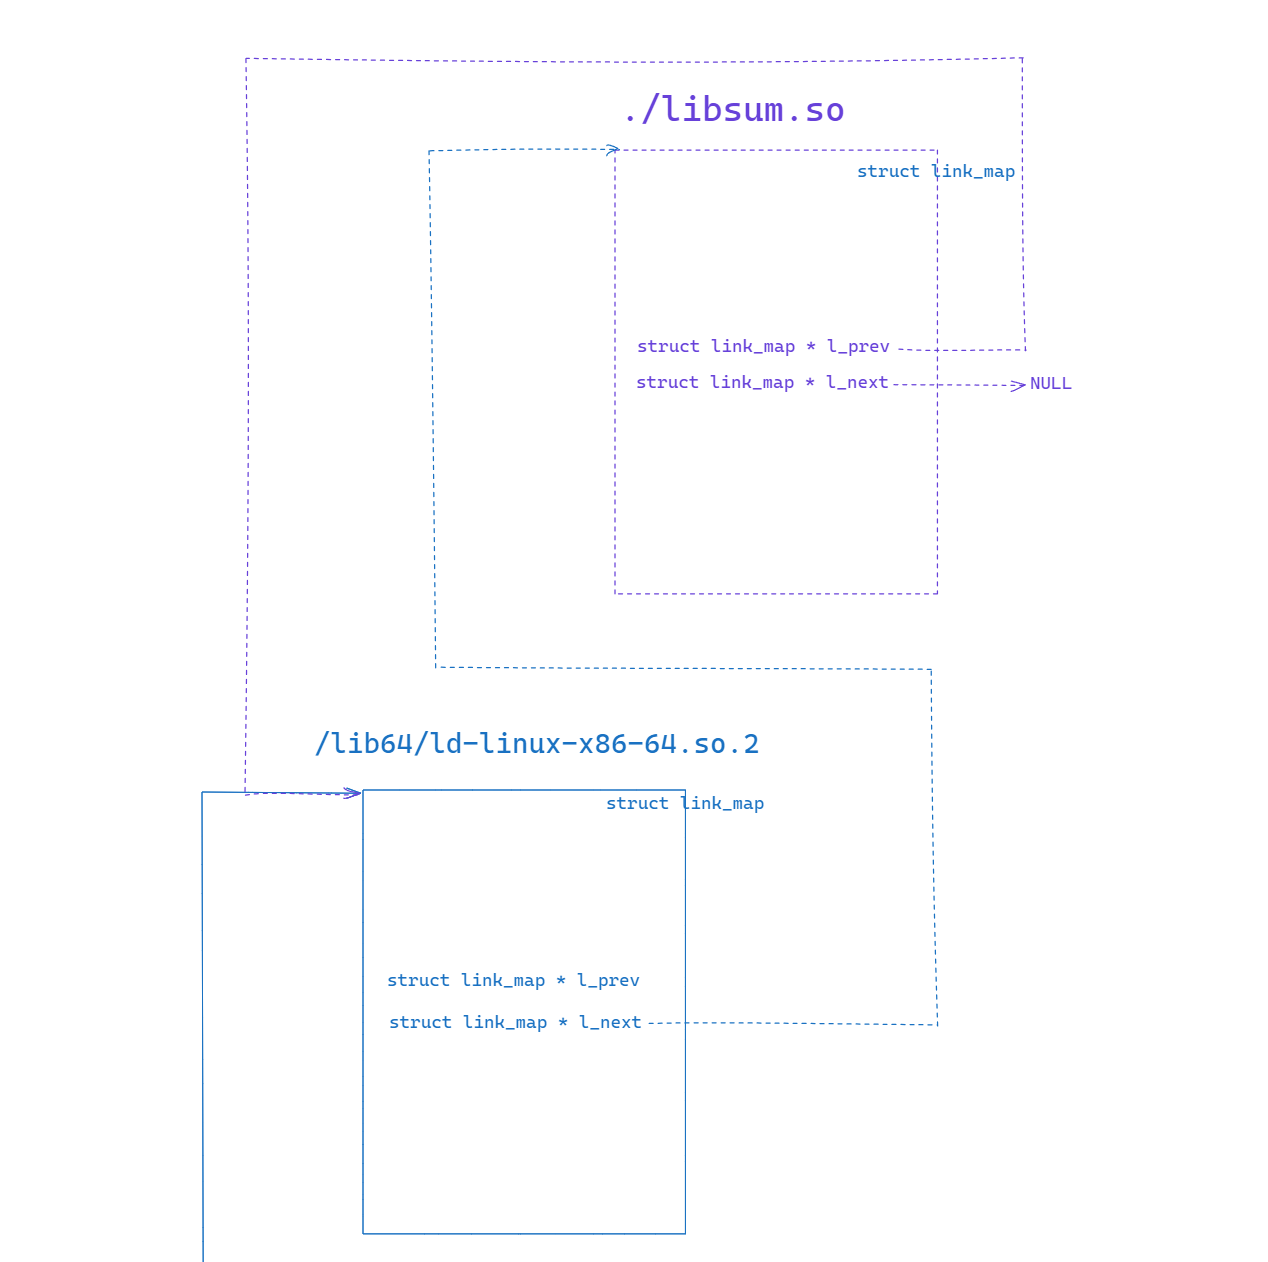 ./libsum.so
struct link_map
struct link_map * l_prev
struct link_map * l_next
NULL
/lib64/ld-linux-x86-64.so.2
struct link_map
struct link_map * l_prev
struct link_map * l_next